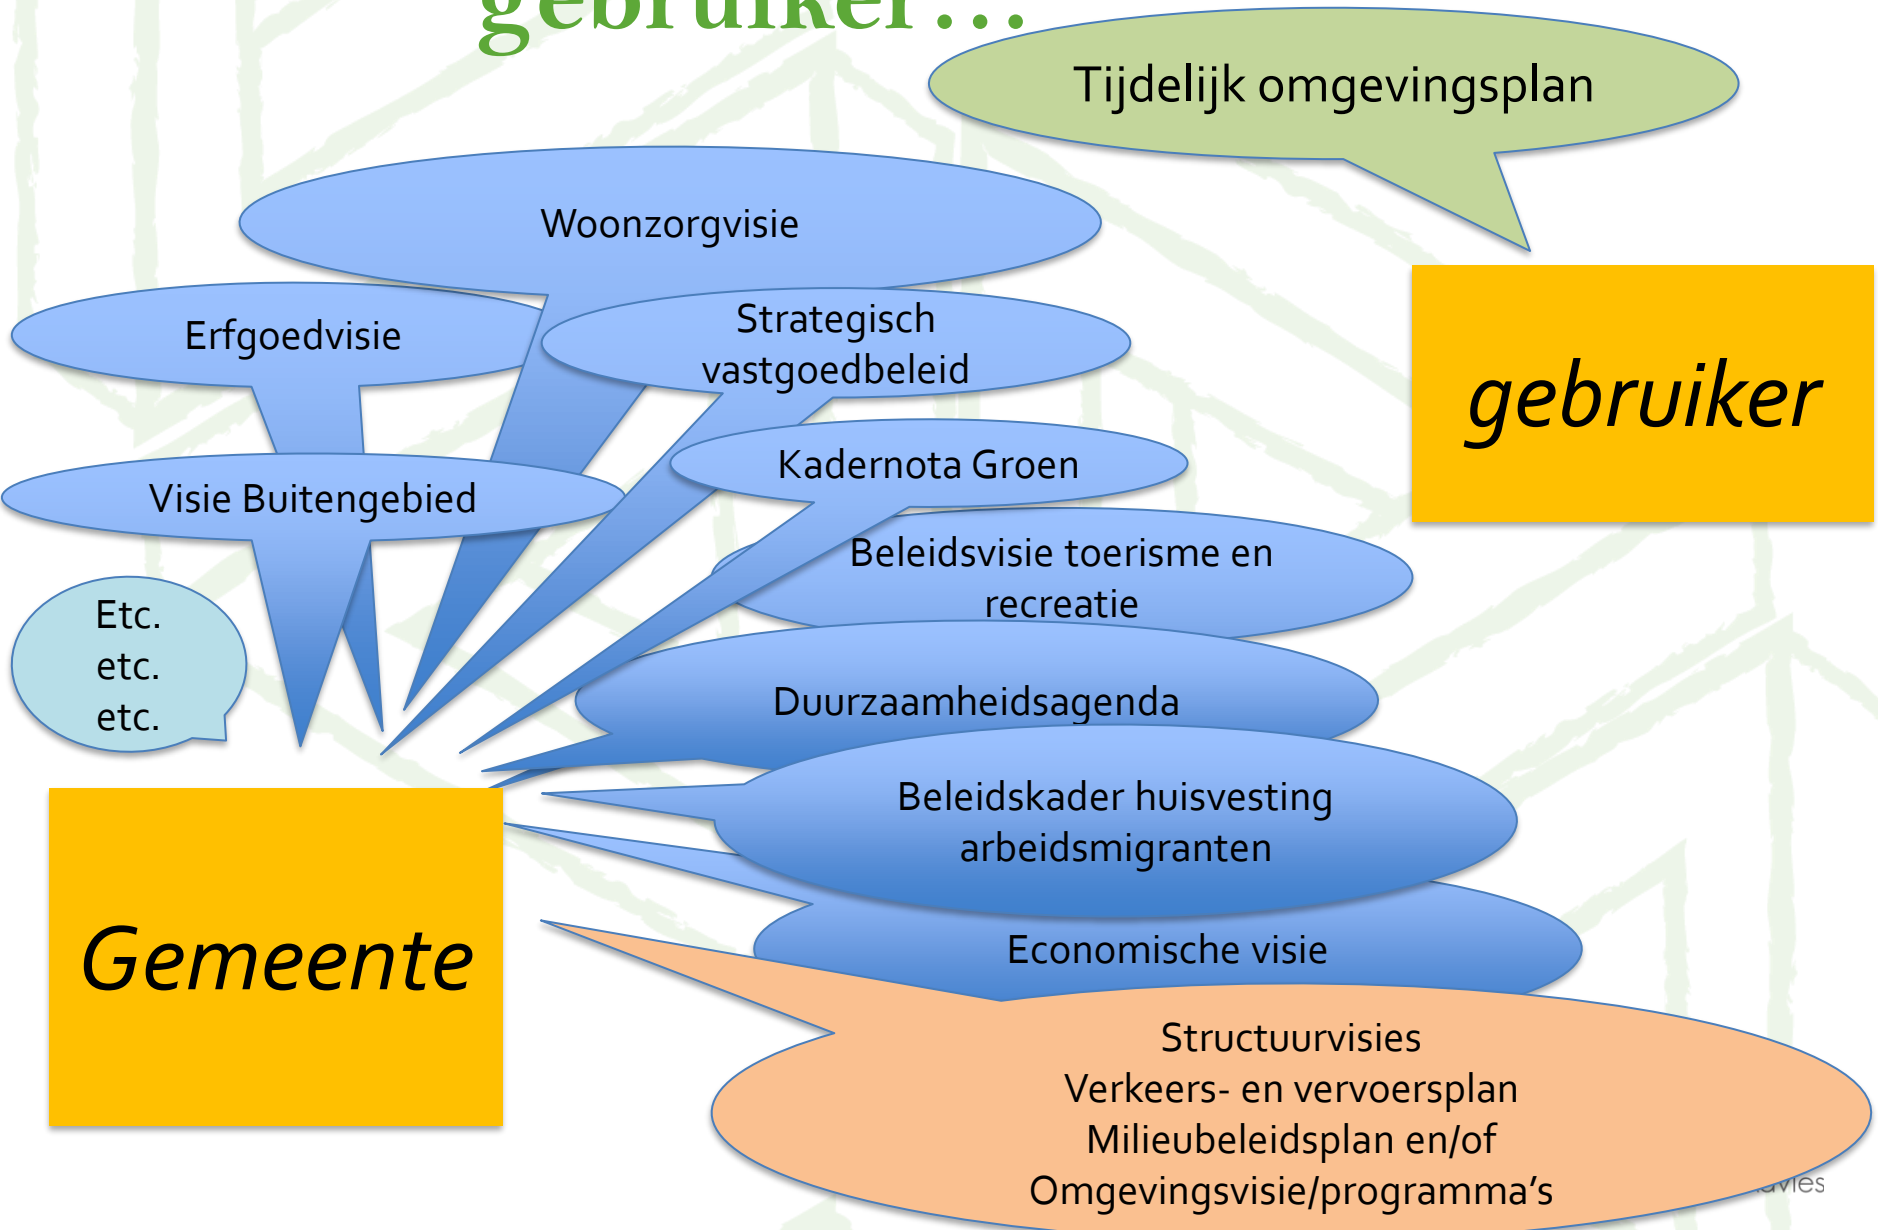 gebruiker...
Tijdelijk omgevingsplan
Woonzorgvisie
Erfgoedvisie
Strategisch
vastgoedbeleid
gebruiker
Kadernota Groen
Visie Buitengebied
Beleidsvisie toerisme en
recreatie
Etc.
etc.
etc.
Duurzaamheidsagenda
Beleidskader huisvesting
arbeidsmigranten
Gemeente
Economische visie
Structuurvisies
Verkeers- en vervoersplan
Milieubeleidsplan en/of
Omgevingsvisie/programma's